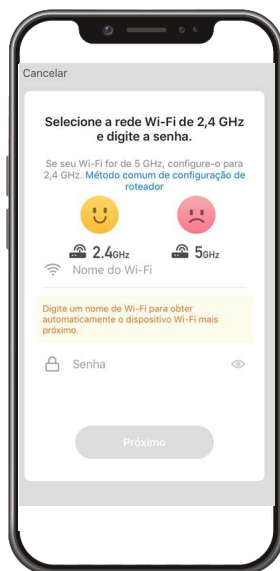 Cancelar
Selecione a rede Wi-Fi de 2,4 GHz
e digite a senha.
Se seu Wi-Fi for de 5 GHz, configure-o para
2,4 GHz. Método comum de configuração de
roteador
2.4GHz 5GHz
Nome do Wi-Fi
Digite um nome de Wi-Fi para obter
automaticamente o dispositivo Wi-Fi mais
próximo.
Senha
Próximo